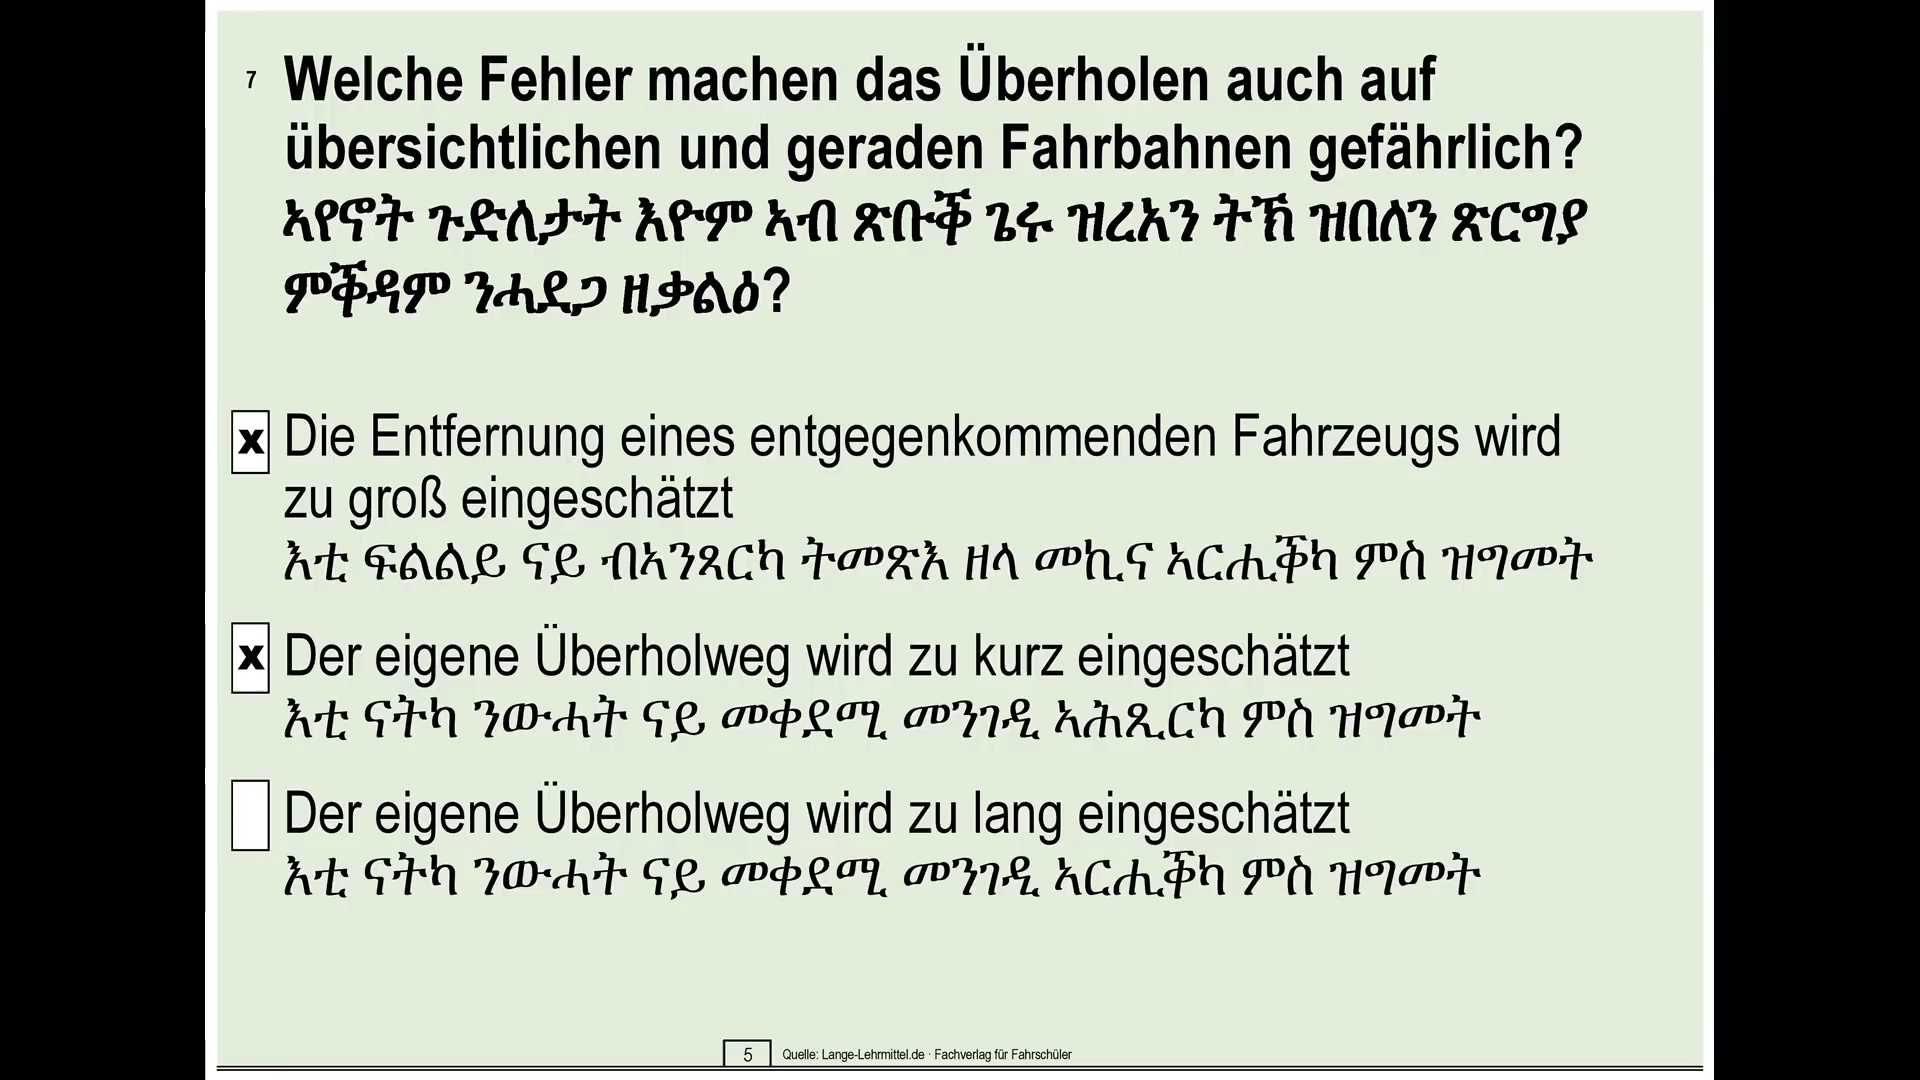 7 Welche Fehler machen das Überholen auch auf
übersichtlichen und geraden Fahrbahnen gefährlich?
ኣየኖት ጉድለታት እዮም ኣብ ጽቡቕ ጌሩ ዝረአን ትኽ ዝበለን ጽርግያ
ምቕዳም ንሓደጋ ዘቃልዕ?
x Die Entfernung eines entgegenkommenden Fahrzeugs wird
zu groß eingeschätzt
እቲ ፍልልይ ናይ ብኣንጻርካ ትመጽእ ዘላ መኪና ኣርሒቕካ ምስ ዝግመት
x Der eigene Überholweg wird zu kurz eingeschätzt
እቲ ናትካ ንውሓት ናይ መቀደሚ መንገዲ ኣሕጺርካ ምስ ዝግመት
Der eigene Überholweg wird zu lang eingeschätzt
እቲ ናትካ ንውሓት ናይ መቀደሚ መንገዲ ኣርሒቕካ ምስ ዝግመት
5 Quelle: Lange-Lehrmittel.de · Fachverlag für Fahrschüler